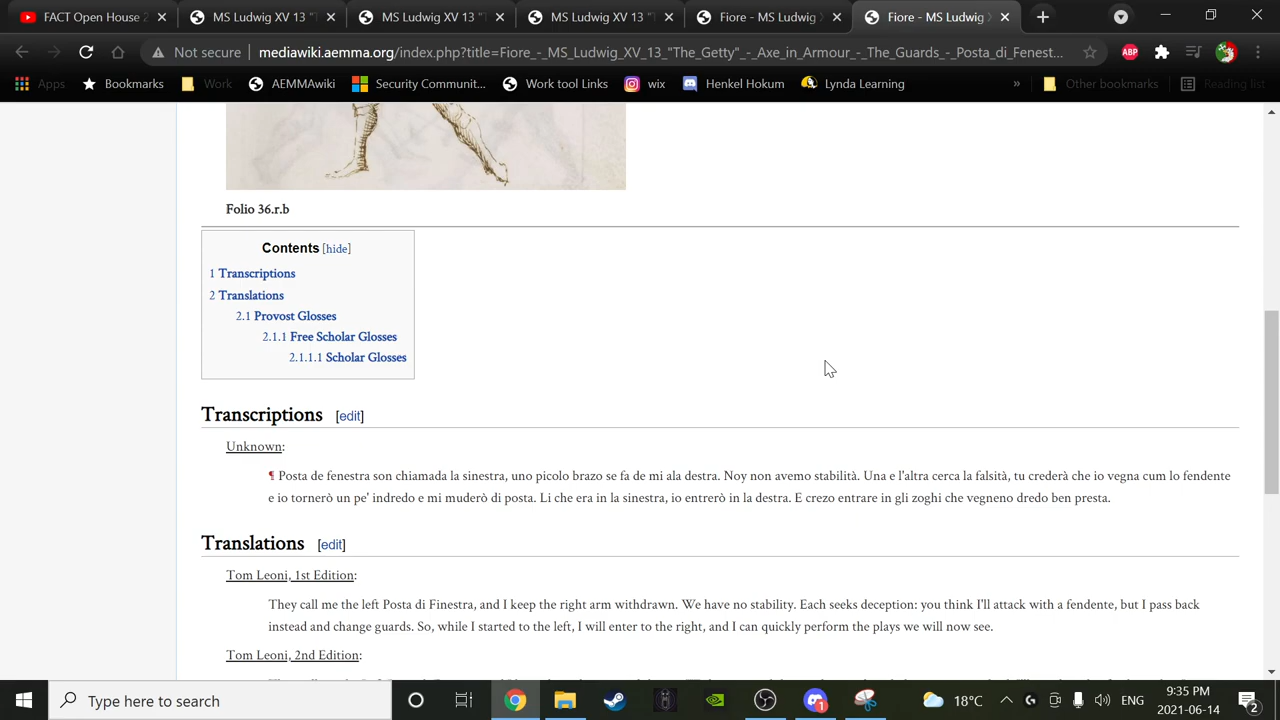 FACT Open House 2
MS Ludwig XV 13 "T
MS Ludwig XV 13 "
MS Ludwig XV 13 "
Fiore - MS Ludwig
Fiore - MS Ludwig
Not secure mediawiki.aemma.org/index.php?title=Fiore_-_MS_Ludwig_XV_13_"The_Getty"_-_Axe_in_Armour_-_The_Guards_-_Posta_di_Fenest...
ABP
Apps Bookmarks Work AEMMAwiki Security Communit... Work tool Links wix Henkel Hokum Lynda Learning » Other bookmarks Reading list
Folio 36.r.b
Contents [hide]
1 Transcriptions
2 Translations
2.1 Provost Glosses
2.1.1 Free Scholar Glosses
2.1.1.1 Scholar Glosses
Transcriptions [edit]
Unknown:
¶ Posta de fenestra son chiamada la sinestra, uno picolo brazo se fa de mi ala destra. Noy non avemo stabilità. Una e l'altra cerca la falsità, tu crederà che io vegna cum lo fendente
e io tornerò un pe' indredo e mi muderò di posta. Li che era in la sinestra, io entrerò in la destra. E crezo entrare in gli zoghi che vegneno dredo ben presta.
Translations [edit]
Tom Leoni, 1st Edition:
They call me the left Posta di Finestra, and I keep the right arm withdrawn. We have no stability. Each seeks deception: you think I'll attack with a fendente, but I pass back
instead and change guards. So, while I started to the left, I will enter to the right, and I can quickly perform the plays we will now see.
Tom Leoni, 2nd Edition:
Type here to search
1
18°C
ENG
9:35 PM
2021-06-14
2